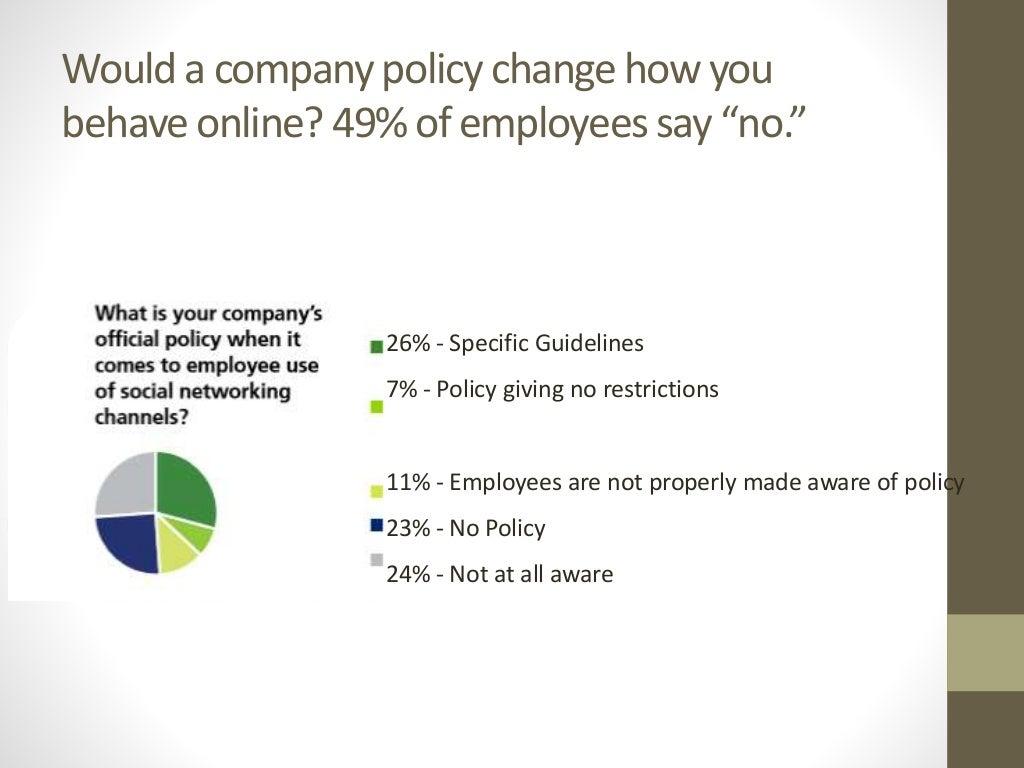 Would a company policy change how you
behave online? 49% of employees say “no.”
What is your company’s
official policy when it
comes to employee use
of social networking
channels?
26% - Specific Guidelines
7% - Policy giving no restrictions
11% - Employees are not properly made aware of policy
23% - No Policy
24% - Not at all aware